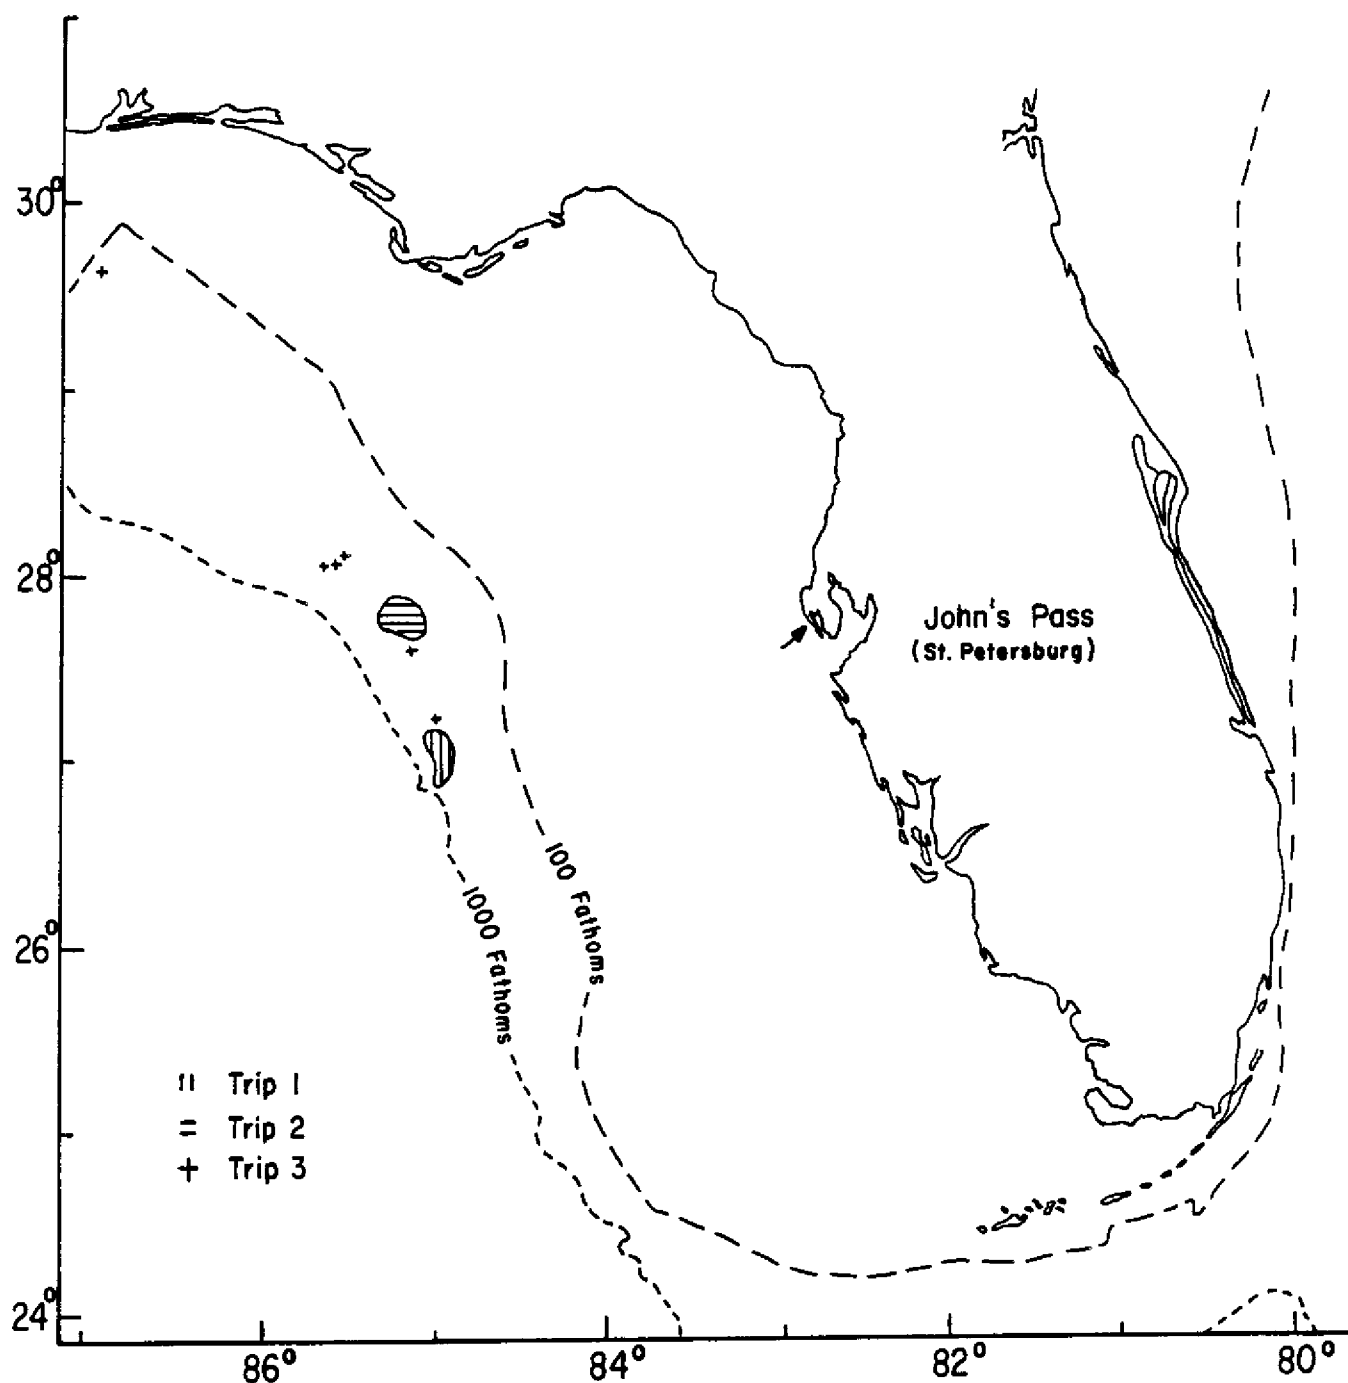 30°
28°
John's Pass
(St. Petersburg)
100 Fathoms
1000 Fathoms
26°
" Trip 1
= Trip 2
+ Trip 3
24°
86° 84° 82° 80°